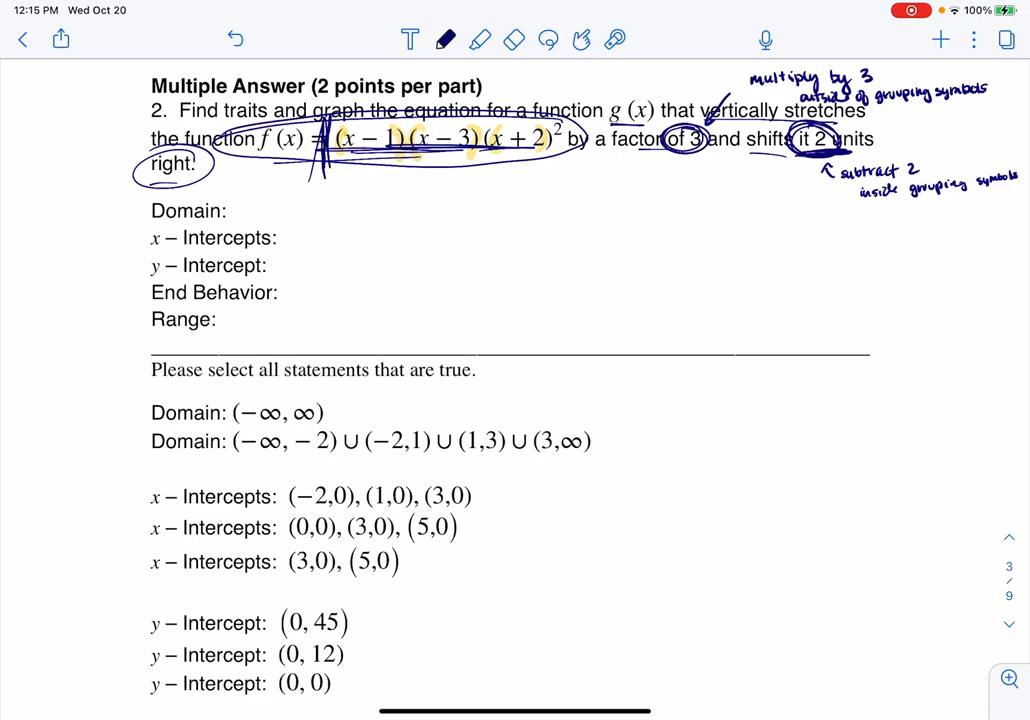 12:15 PM Wed Oct 20
100%
Multiple Answer (2 points per part)
multiply by 3
outside of grouping symbols
2. Find traits and graph the equation for a function g (x) that vertically stretches
the function f (x) = (x − 1)(x − 3)(x + 2)² by a factor of 3 and shifts it 2 units
right.
↑ subtract 2
inside grouping symbols
Domain:
x – Intercepts:
y – Intercept:
End Behavior:
Range:
Please select all statements that are true.
Domain: (−∞, ∞)
Domain: (−∞, − 2) ∪ (−2,1) ∪ (1,3) ∪ (3,∞)
x – Intercepts: (−2,0), (1,0), (3,0)
x – Intercepts: (0,0), (3,0), (5,0)
x – Intercepts: (3,0), (5,0)
3
/
9
y – Intercept: (0, 45)
y – Intercept: (0, 12)
y – Intercept: (0, 0)